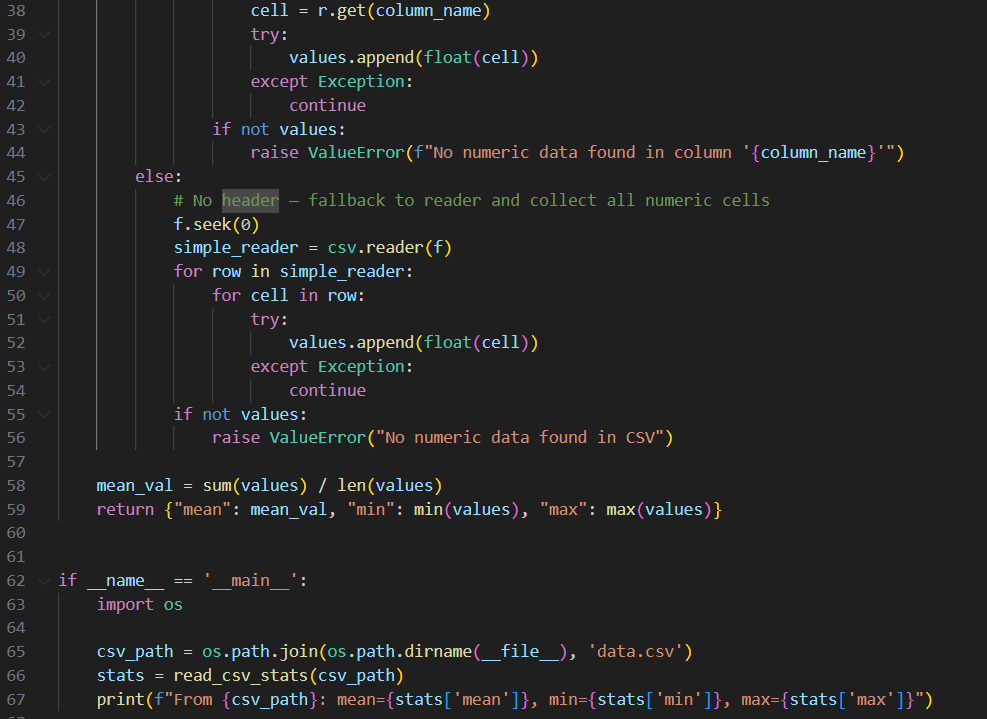 38 cell = r.get(column_name)
39 try:
40 values.append(float(cell))
41 except Exception:
42 continue
43 if not values:
44 raise ValueError(f"No numeric data found in column '{column_name}'")
45 else:
46 # No header — fallback to reader and collect all numeric cells
47 f.seek(0)
48 simple_reader = csv.reader(f)
49 for row in simple_reader:
50 for cell in row:
51 try:
52 values.append(float(cell))
53 except Exception:
54 continue
55 if not values:
56 raise ValueError("No numeric data found in CSV")
57
58 mean_val = sum(values) / len(values)
59 return {"mean": mean_val, "min": min(values), "max": max(values)}
60
61
62 if __name__ == '__main__':
63 import os
64
65 csv_path = os.path.join(os.path.dirname(__file__), 'data.csv')
66 stats = read_csv_stats(csv_path)
67 print(f"From {csv_path}: mean={stats['mean']}, min={stats['min']}, max={stats['max']}")